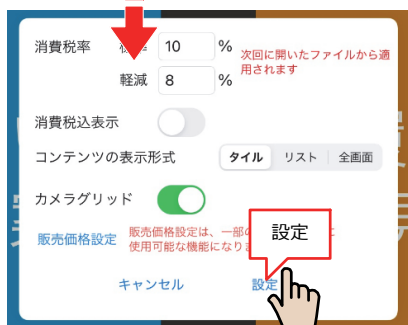 消費税率 10 %
次回に開いたファイルから適
用されます
軽減 8 %
消費税込表示
コンテンツの表示形式 タイル リスト 全画面
カメラグリッド
販売価格設定 販売価格設定は、一部の
使用可能な機能になり
設定
キャンセル 設定